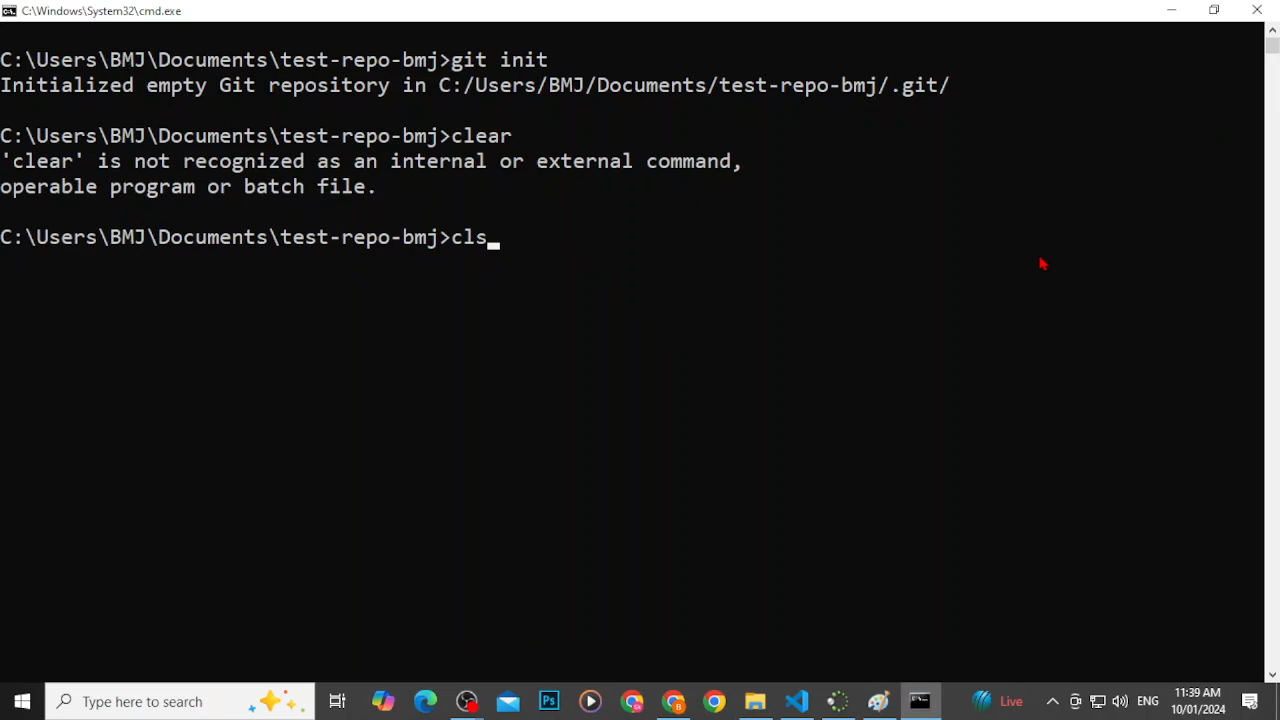 C:\Windows\System32\cmd.exe
C:\Users\BMJ\Documents\test-repo-bmj>git init
Initialized empty Git repository in C:/Users/BMJ/Documents/test-repo-bmj/.git/
C:\Users\BMJ\Documents\test-repo-bmj>clear
'clear' is not recognized as an internal or external command,
operable program or batch file.
C:\Users\BMJ\Documents\test-repo-bmj>cls
Type here to search
Ps
B
Live
ENG
11:39 AM
10/01/2024